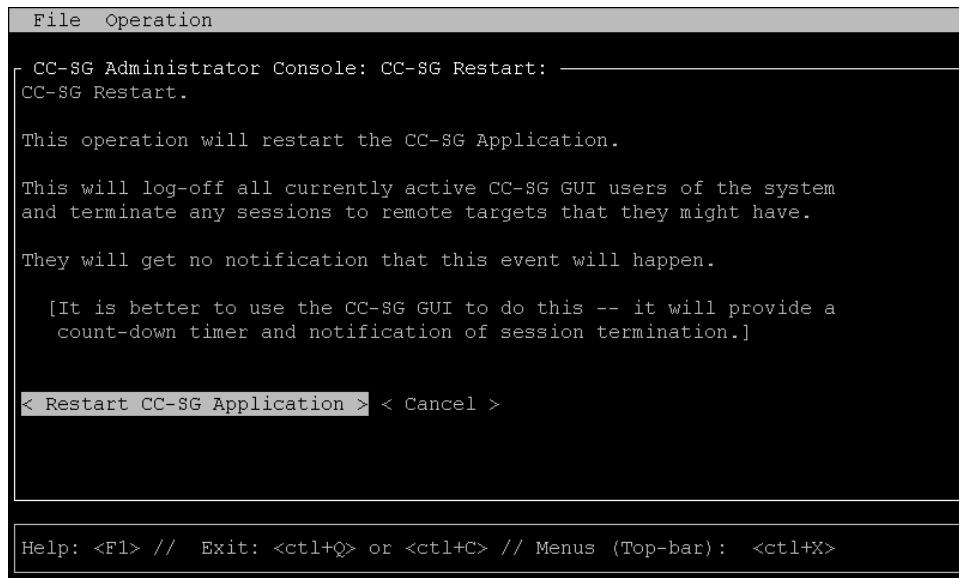 File Operation
CC-SG Administrator Console: CC-SG Restart:
CC-SG Restart.
This operation will restart the CC-SG Application.
This will log-off all currently active CC-SG GUI users of the system
and terminate any sessions to remote targets that they might have.
They will get no notification that this event will happen.
[It is better to use the CC-SG GUI to do this -- it will provide a
count-down timer and notification of session termination.]
< Restart CC-SG Application > < Cancel >
Help: <F1> // Exit: <ctl+Q> or <ctl+C> // Menus (Top-bar): <ctl+X>